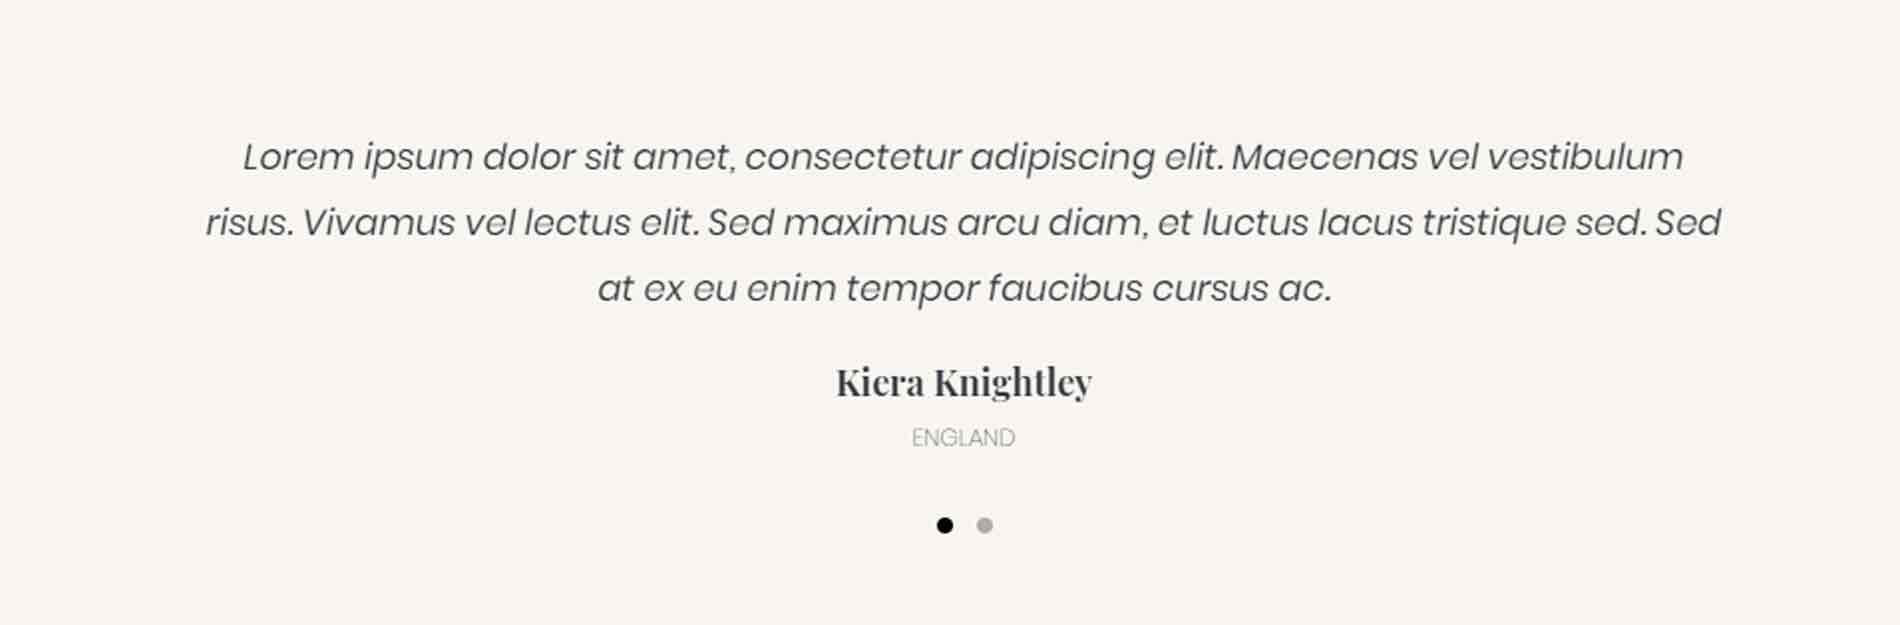 Lorem ipsum dolor sit amet, consectetur adipiscing elit. Maecenas vel vestibulum
risus. Vivamus vel lectus elit. Sed maximus arcu diam, et luctus lacus tristique sed. Sed
at ex eu enim tempor faucibus cursus ac.
Kiera Knightley
ENGLAND